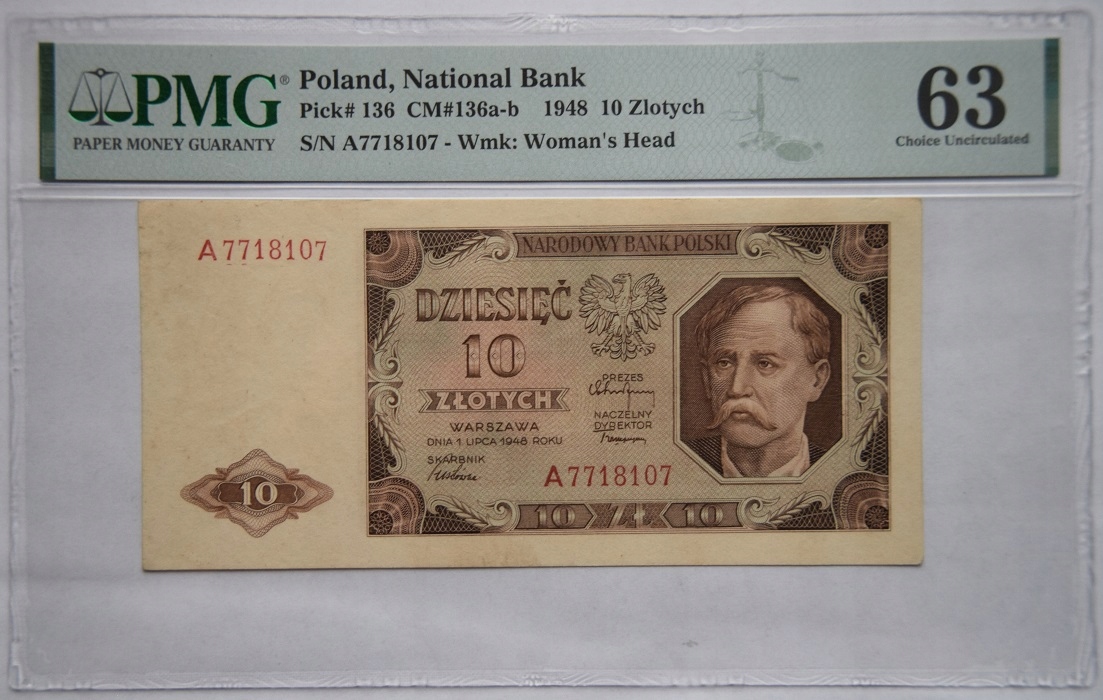 PMG®
PAPER MONEY GUARANTY
Poland, National Bank
Pick# 136 CM#136a-b 1948 10 Zlotych
S/N A7718107 - Wmk: Woman's Head
63
Choice Uncirculated
A7718107
NARODOWY BANK POLSKI
DZIESIĘĆ
10
ZŁOTYCH
WARSZAWA
DNIA 1 LIPCA 1948 ROKU
SKARBNIK
PREZES
NACZELNY
DYREKTOR
A7718107
10
10 ZŁ 10